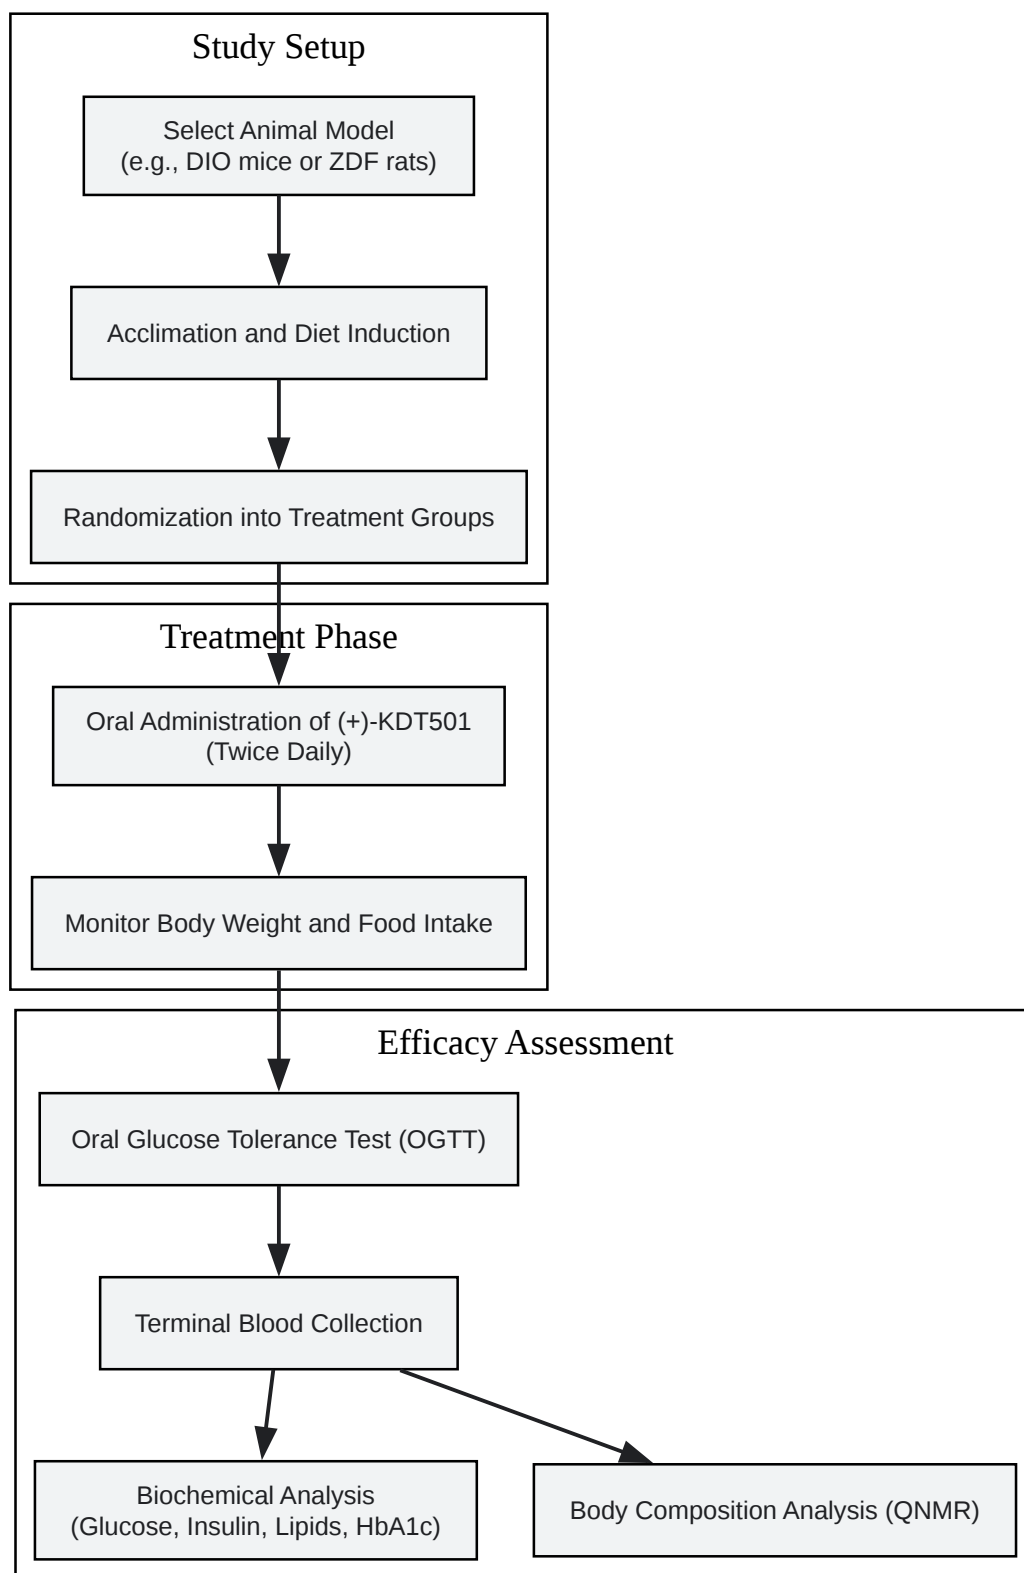 Study Setup
Select Animal Model
(e.g., DIO mice or ZDF rats)
Acclimation and Diet Induction
Randomization into Treatment Groups
Treatment Phase
Oral Administration of (+)-KDT501
(Twice Daily)
Monitor Body Weight and Food Intake
Efficacy Assessment
Oral Glucose Tolerance Test (OGTT)
Terminal Blood Collection
Biochemical Analysis
(Glucose, Insulin, Lipids, HbA1c)
Body Composition Analysis (QNMR)